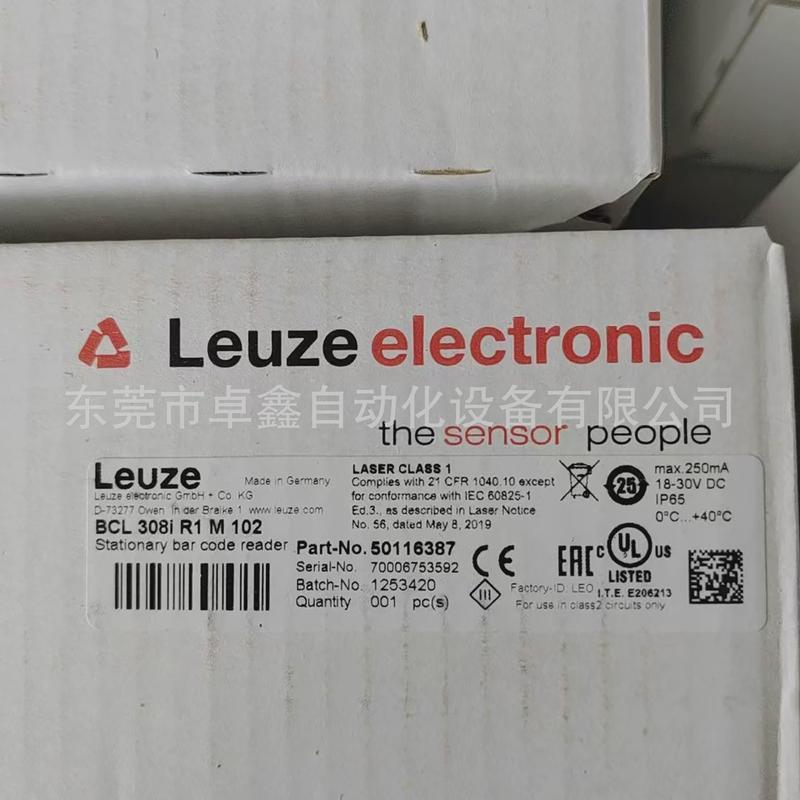 Leuze electronic
东莞市卓鑫自动化设备有限公司
the sensor people
Leuze
Made in Germany
Leuze electronic GmbH + Co. KG
D-73277 Owen In der Braike 1 www.leuze.com
BCL 308i R1 M 102
Stationary bar code reader
LASER CLASS 1
Complies with 21 CFR 1040.10 except
for conformance with IEC 60825-1
Ed.3., as described in Laser Notice
No. 56, dated May 8, 2019
Part-No. 50116387
Serial-No. 70006753592
Batch-No. 1253420
Quantity 001 pc(s)
25
max.250mA
18-30V DC
IP65
0°C...+40°C
CE
EAC
C UL US
LISTED
I.T.E. E206213
Factory-ID: LEO
For use in class2 circuits only